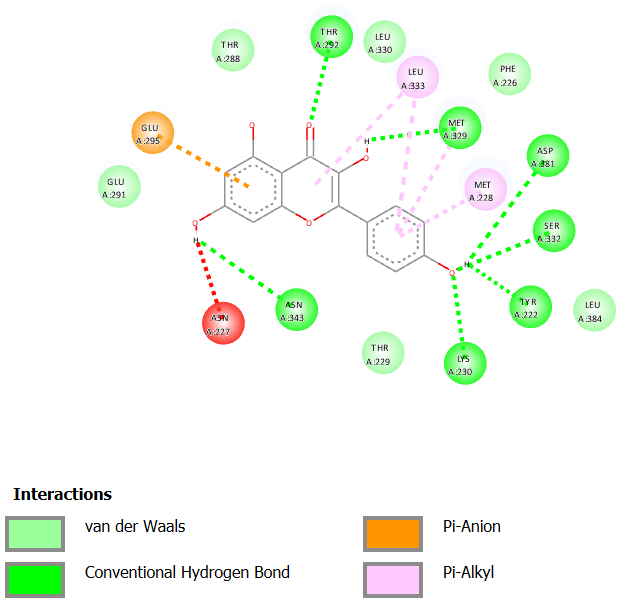 THR
A:288
THR
A:292
LEU
A:330
LEU
A:333
PHE
A:226
GLU
A:295
MET
A:329
ASP
A:381
GLU
A:291
MET
A:228
SER
A:332
O
O
H
O
O
O
H
O
H
O
ASN
A:227
ASN
A:343
TYR
A:222
LEU
A:384
THR
A:229
LYS
A:230
Interactions
van der Waals
Pi-Anion
Conventional Hydrogen Bond
Pi-Alkyl